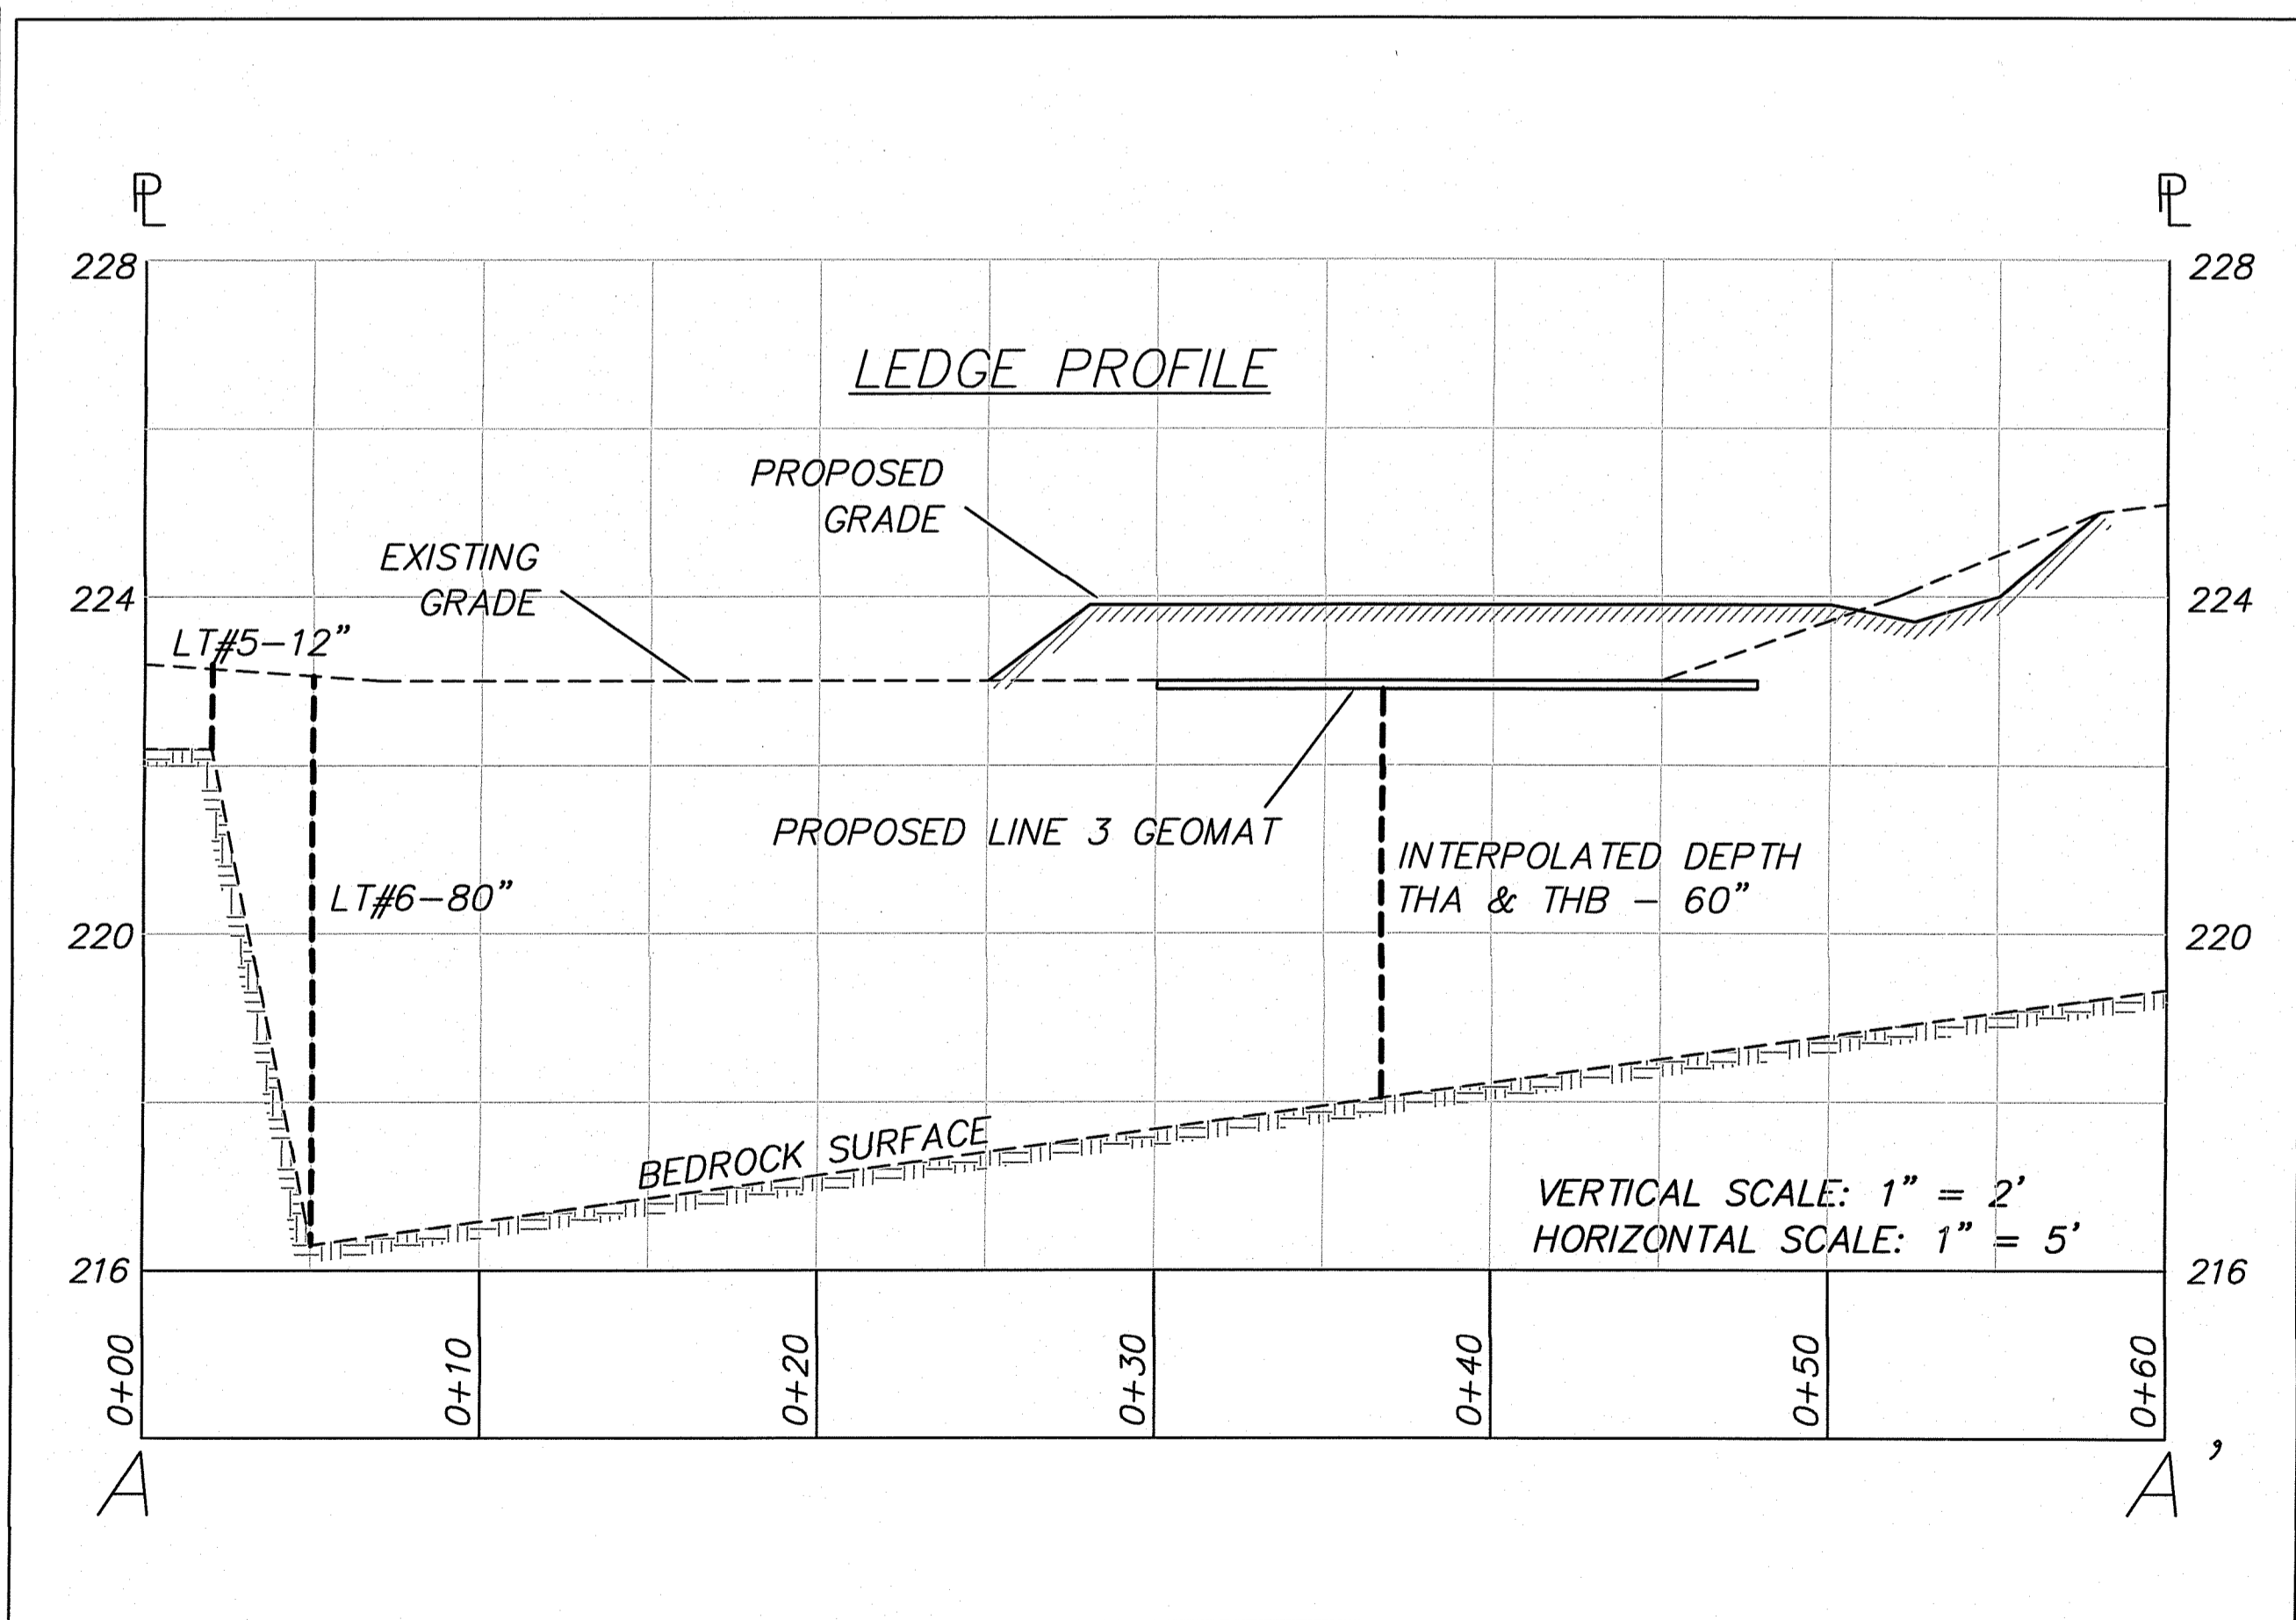 PL PL
228 228
LEDGE PROFILE
PROPOSED
GRADE
EXISTING
GRADE
224 224
LT#5-12"
PROPOSED LINE 3 GEOMAT
INTERPOLATED DEPTH
THA & THB - 60"
LT#6-80"
220 220
BEDROCK SURFACE
VERTICAL SCALE: 1" = 2'
HORIZONTAL SCALE: 1" = 5'
216 216
0+00 0+10 0+20 0+30 0+40 0+50 0+60
A A'